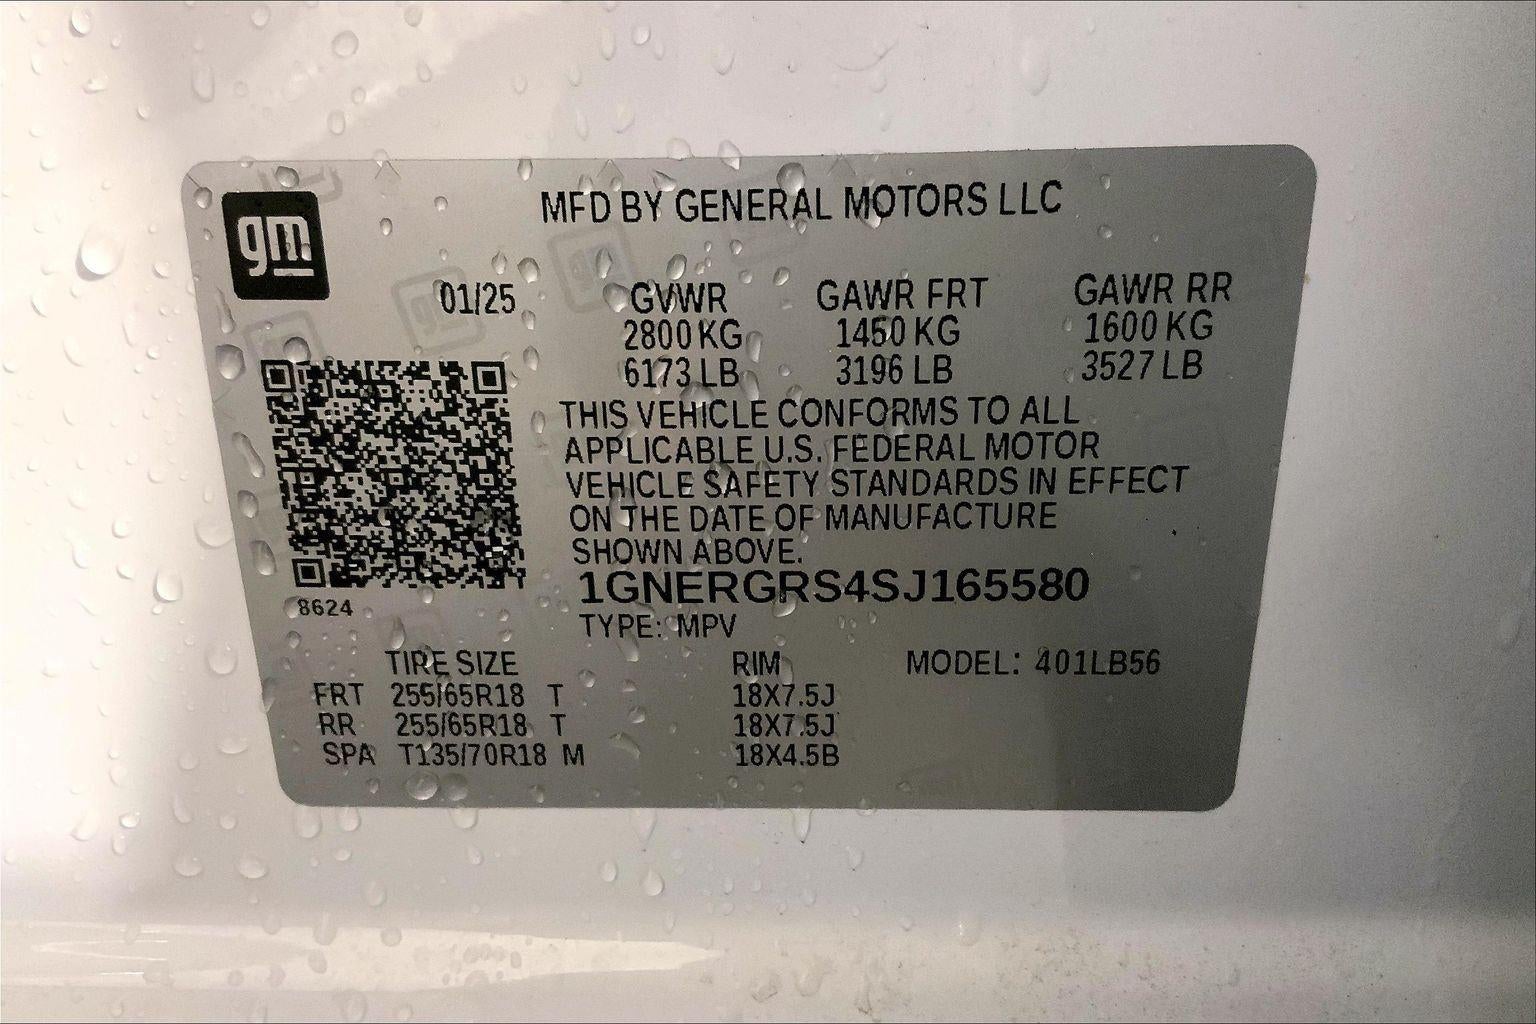 gm
MFD BY GENERAL MOTORS LLC
01/25 GVWR GAWR FRT GAWR RR
2800 KG 1450 KG 1600 KG
6173 LB 3196 LB 3527 LB
THIS VEHICLE CONFORMS TO ALL
APPLICABLE U.S. FEDERAL MOTOR
VEHICLE SAFETY STANDARDS IN EFFECT
ON THE DATE OF MANUFACTURE
SHOWN ABOVE.
1GNERGRS4SJ165580
8624
TYPE: MPV
TIRE SIZE RIM MODEL: 401LB56
FRT 255/65R18 T 18X7.5J
RR 255/65R18 T 18X7.5J
SPA T135/70R18 M 18X4.5B